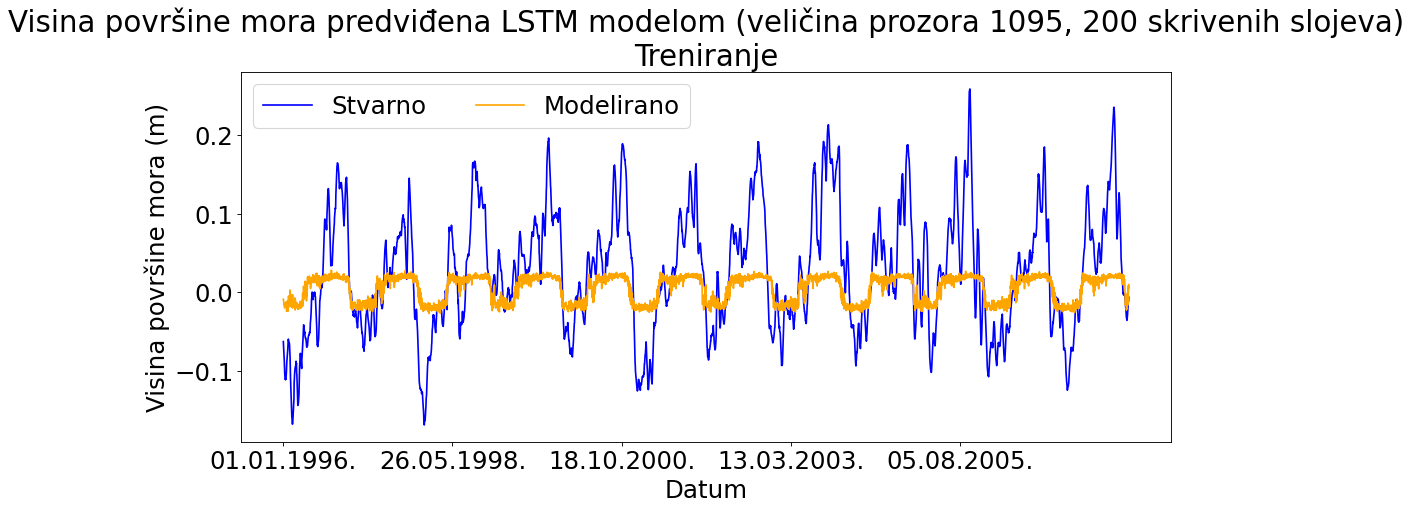 Visina površine mora predviđena LSTM modelom (veličina prozora 1095, 200 skrivenih slojeva)
Treniranje
Stvarno
Modelirano
Visina površine mora (m)
0.2
0.1
0.0
−0.1
01.01.1996.
26.05.1998.
18.10.2000.
13.03.2003.
05.08.2005.
Datum